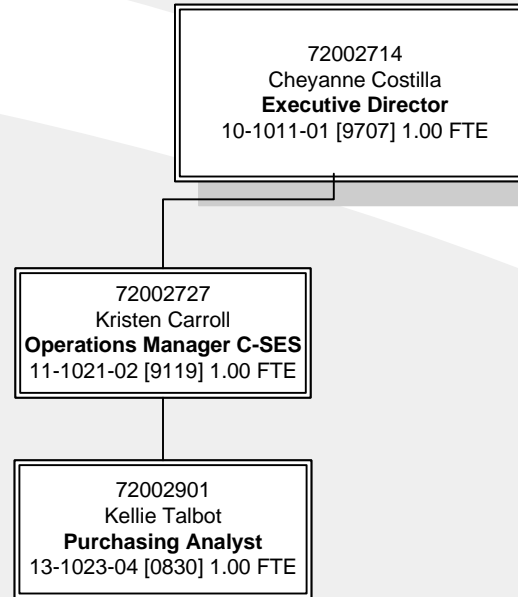 72002714
Cheyanne Costilla
Executive Director
10-1011-01 [9707] 1.00 FTE
72002727
Kristen Carroll
Operations Manager C-SES
11-1021-02 [9119] 1.00 FTE
72002901
Kellie Talbot
Purchasing Analyst
13-1023-04 [0830] 1.00 FTE